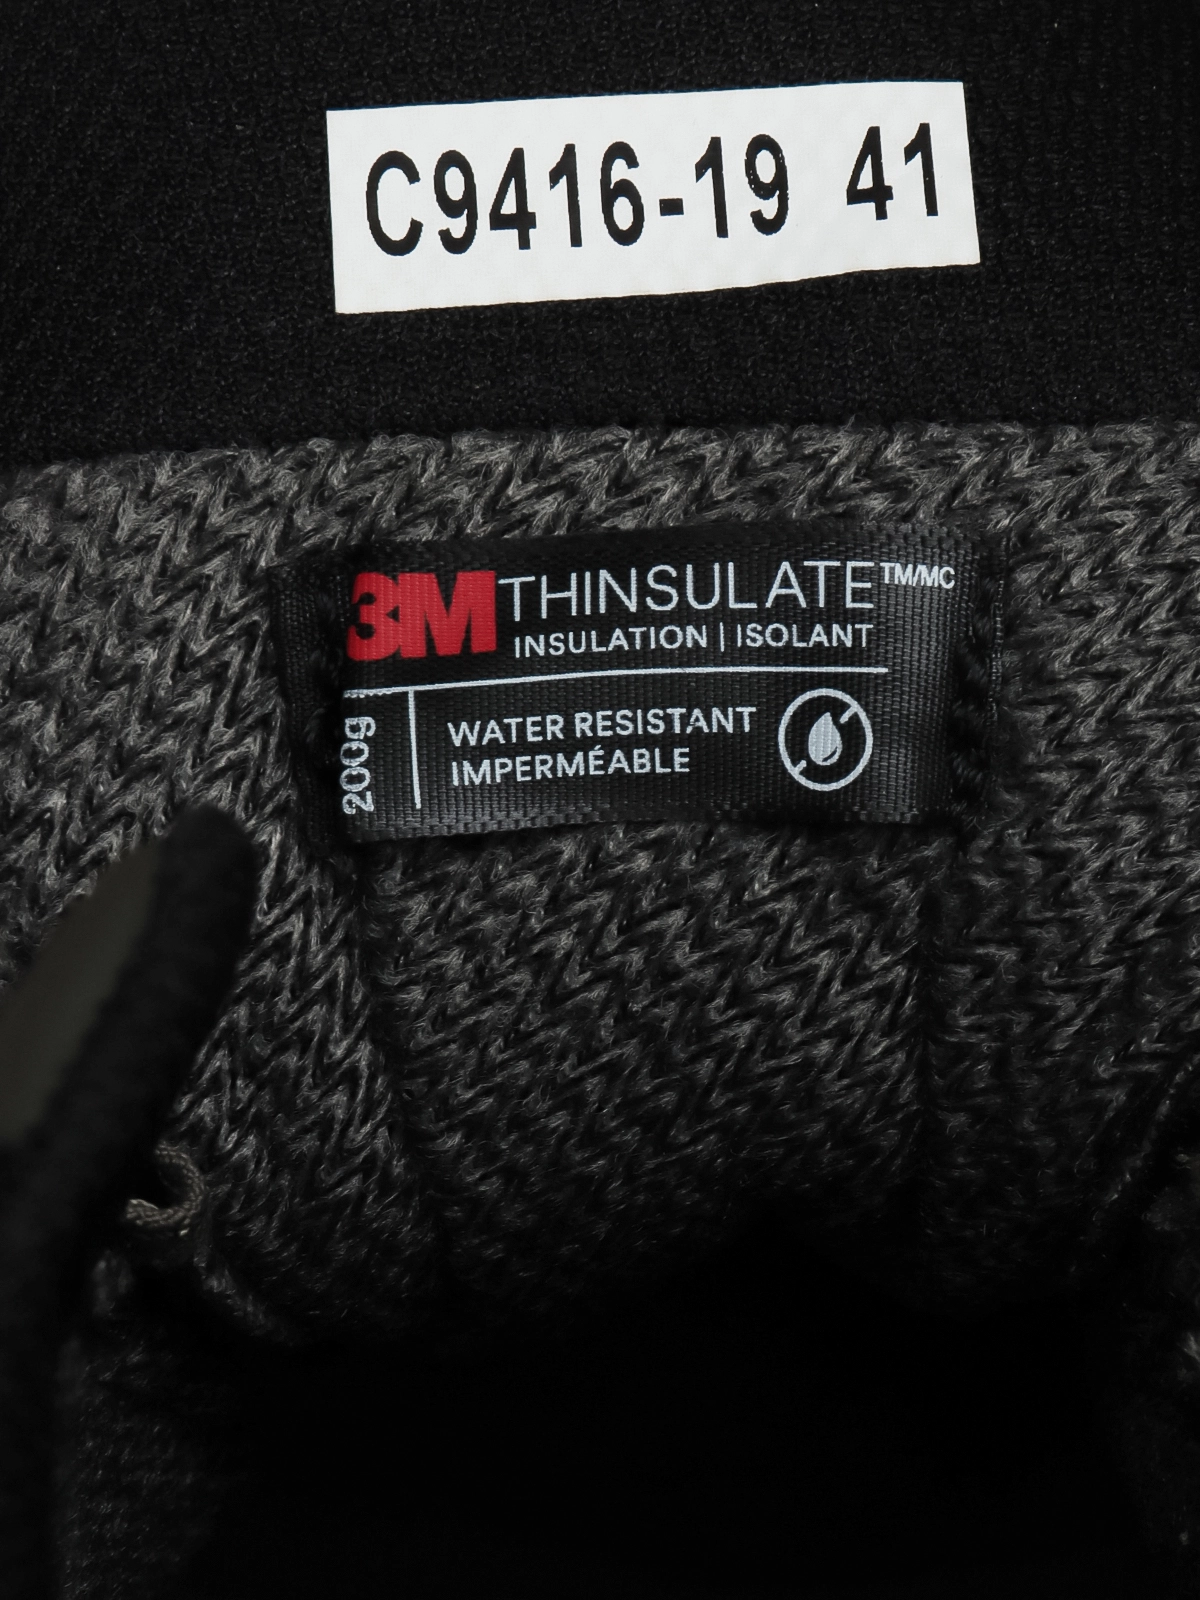 C9416-19 41
3M THINSULATE™/MC
INSULATION | ISOLANT
200g
WATER RESISTANT
IMPERMÉABLE